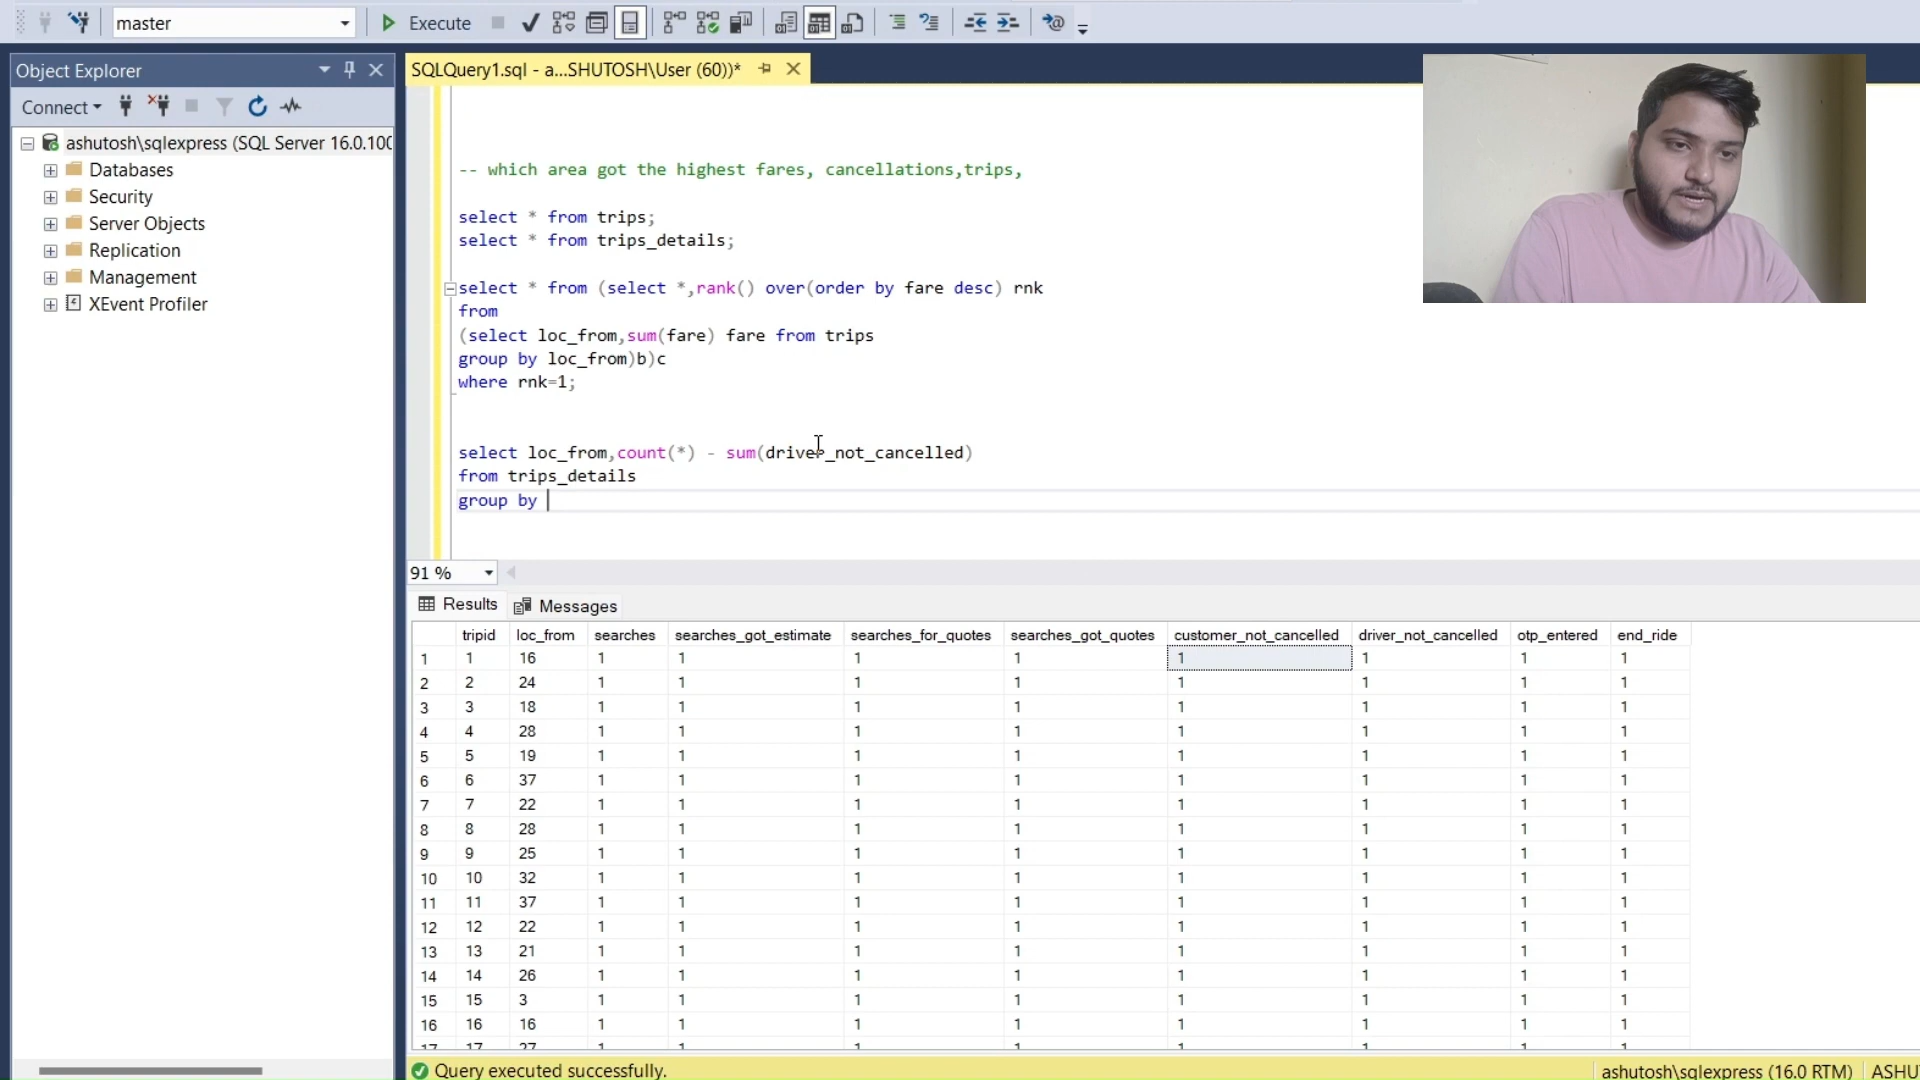 master
Execute
Object Explorer
Connect
ashutosh\sqlexpress (SQL Server 16.0.100
Databases
Security
Server Objects
Replication
Management
XEvent Profiler
SQLQuery1.sql - a...SHUTOSH\User (60))*
-- which area got the highest fares, cancellations,trips,
select * from trips;
select * from trips_details;
select * from (select *,rank() over(order by fare desc) rnk
from
(select loc_from,sum(fare) fare from trips
group by loc_from)b)c
where rnk=1;
select loc_from,count(*) - sum(driver_not_cancelled)
from trips_details
group by
91 %
Results Messages
tripid loc_from searches searches_got_estimate searches_for_quotes searches_got_quotes customer_not_cancelled driver_not_cancelled otp_entered end_ride
1 1 16 1 1 1 1 1 1 1 1
2 2 24 1 1 1 1 1 1 1 1
3 3 18 1 1 1 1 1 1 1 1
4 4 28 1 1 1 1 1 1 1 1
5 5 19 1 1 1 1 1 1 1 1
6 6 37 1 1 1 1 1 1 1 1
7 7 22 1 1 1 1 1 1 1 1
8 8 28 1 1 1 1 1 1 1 1
9 9 25 1 1 1 1 1 1 1 1
10 10 32 1 1 1 1 1 1 1 1
11 11 37 1 1 1 1 1 1 1 1
12 12 22 1 1 1 1 1 1 1 1
13 13 21 1 1 1 1 1 1 1 1
14 14 26 1 1 1 1 1 1 1 1
15 15 3 1 1 1 1 1 1 1 1
16 16 16 1 1 1 1 1 1 1 1
17 17 27 1 1 1 1 1 1 1 1
Query executed successfully.
ashutosh\sqlexpress (16.0 RTM) ASHU